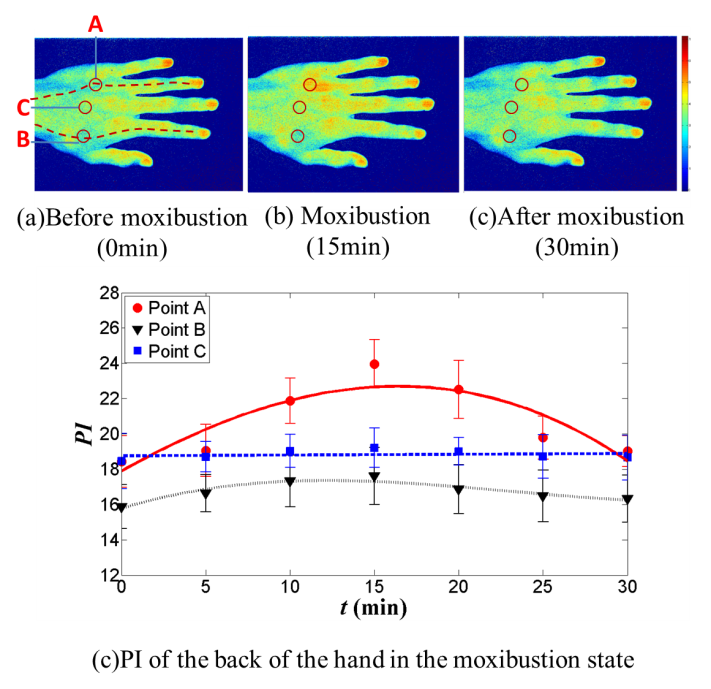 A
C
B
(a)Before moxibustion
(0min)
(b) Moxibustion
(15min)
(c)After moxibustion
(30min)
28
26
24
22
20
18
16
14
12
PI
Point A
Point B
Point C
0 5 10 15 20 25 30
t (min)
(c)PI of the back of the hand in the moxibustion state